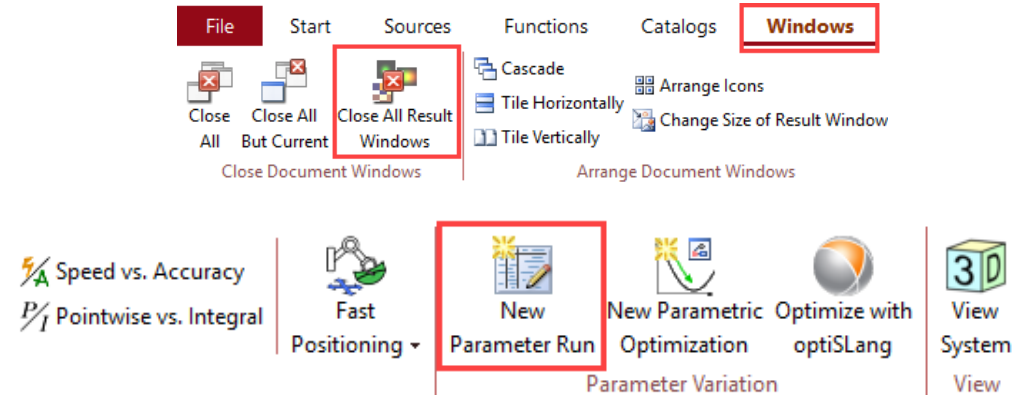 File Start Sources Functions Catalogs Windows
Close All
Close All But Current
Close All Result Windows
Cascade
Tile Horizontally
Tile Vertically
Arrange Icons
Change Size of Result Window
Close Document Windows
Arrange Document Windows
Speed vs. Accuracy
P/I Pointwise vs. Integral
Fast
Positioning
New
Parameter Run
New Parametric
Optimization
Optimize with
optiSLang
3D
View
System
Parameter Variation
View